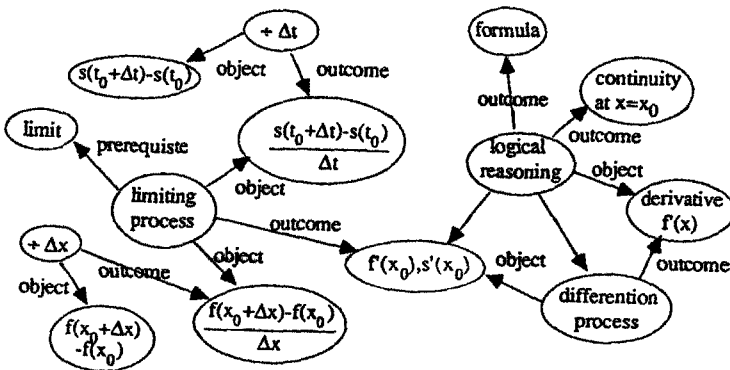 ÷ Δt
s(t₀+Δt)-s(t₀)
object
outcome
limit
prerequiste
s(t₀+Δt)-s(t₀)
Δt
object
limiting
process
outcome
object
÷ Δx
object
outcome
f(x₀+Δx)
-f(x₀)
f(x₀+Δx)-f(x₀)
Δx
f'(x₀),s'(x₀)
formula
outcome
continuity
at x=x₀
outcome
logical
reasoning
object
derivative
f'(x)
object
outcome
differention
process